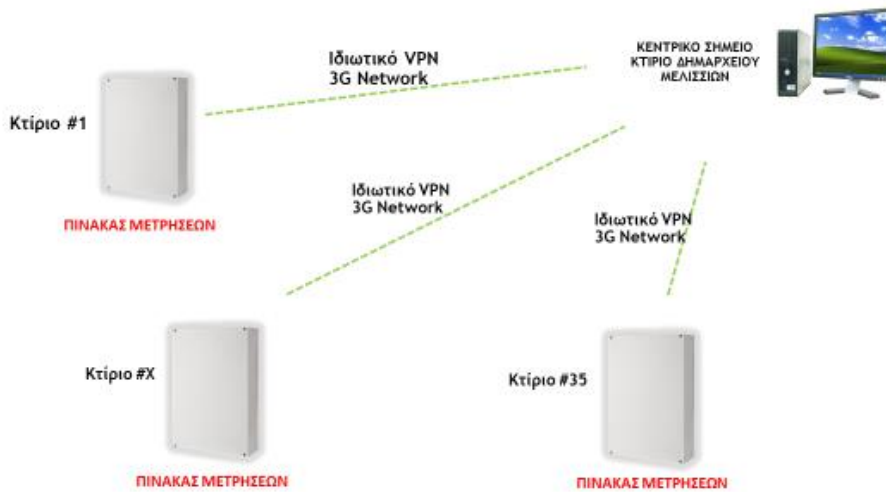 Ιδιωτικό VPN
3G Network
ΚΕΝΤΡΙΚΟ ΣΗΜΕΙΟ
ΚΤΙΡΙΟ ΔΗΜΑΡΧΕΙΟΥ
ΜΕΛΙΣΣΙΩΝ
Κτίριο #1
ΠΙΝΑΚΑΣ ΜΕΤΡΗΣΕΩΝ
Ιδιωτικό VPN
3G Network
Ιδιωτικό VPN
3G Network
Κτίριο #X
ΠΙΝΑΚΑΣ ΜΕΤΡΗΣΕΩΝ
Κτίριο #35
ΠΙΝΑΚΑΣ ΜΕΤΡΗΣΕΩΝ